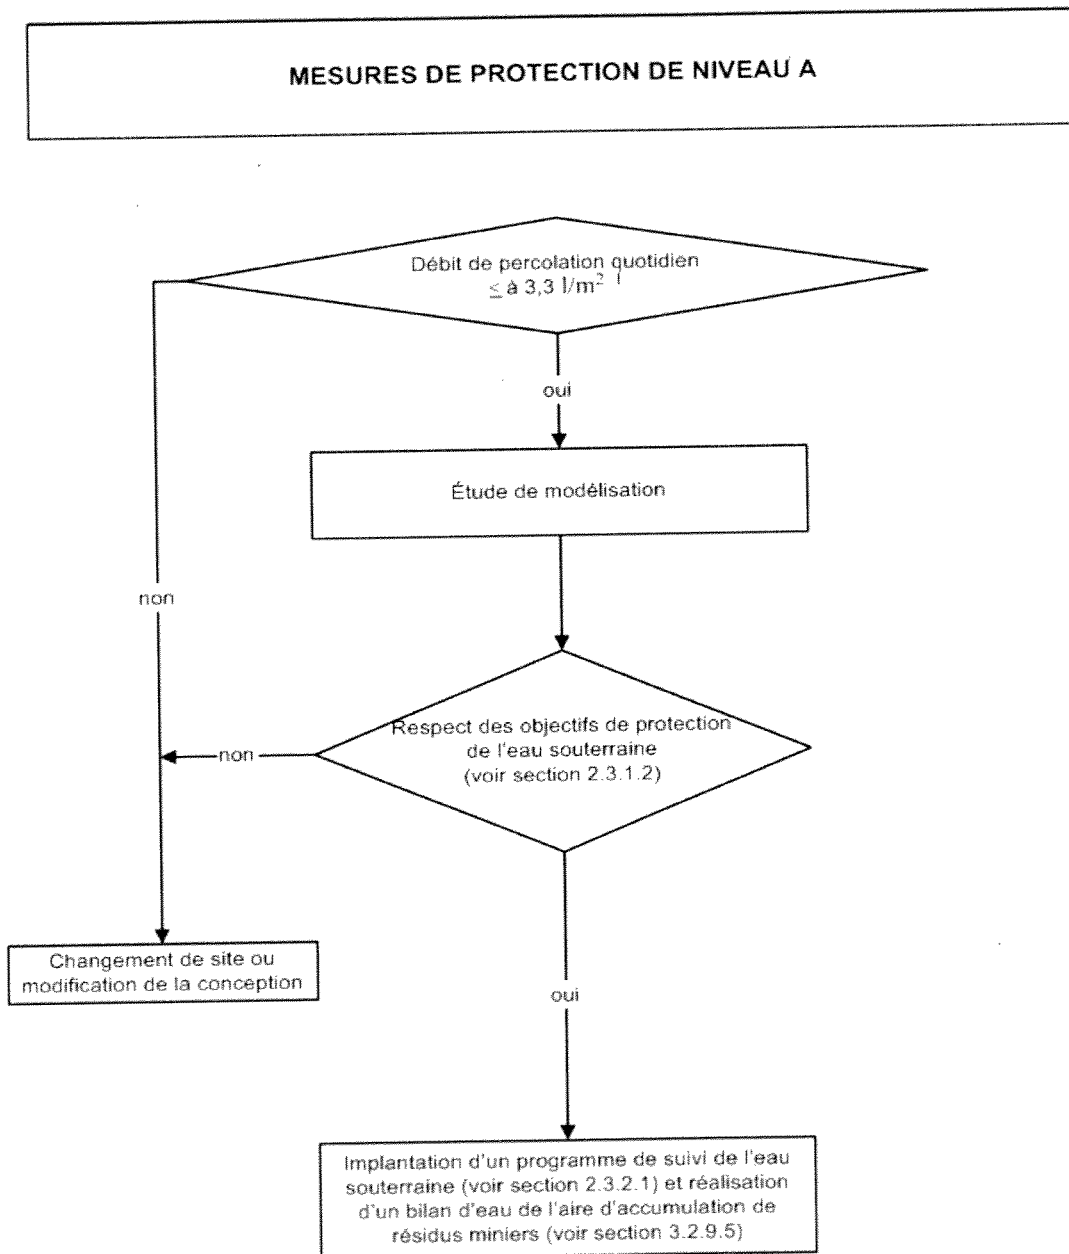 MESURES DE PROTECTION DE NIVEAU A
Débit de percolation quotidien
≤ à 3,3 l/m² ¹
oui
Étude de modélisation
non
Respect des objectifs de protection
de l'eau souterraine
(voir section 2.3.1.2)
non
Changement de site ou
modification de la conception
oui
Implantation d'un programme de suivi de l'eau
souterraine (voir section 2.3.2.1) et réalisation
d'un bilan d'eau de l'aire d'accumulation de
résidus miniers (voir section 3.2.9.5)